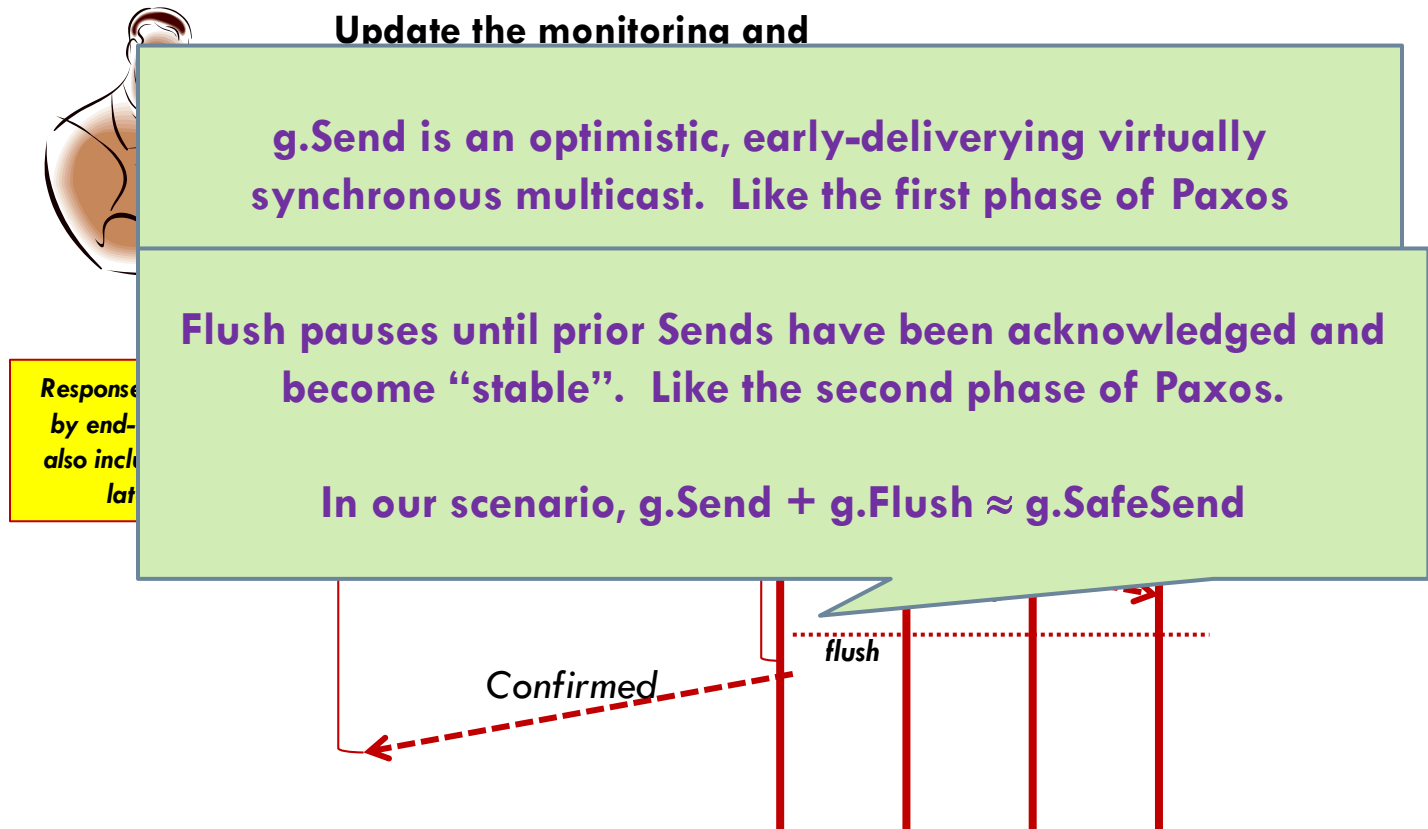 Update the monitoring and
g.Send is an optimistic, early-deliverying virtually
synchronous multicast. Like the first phase of Paxos
Flush pauses until prior Sends have been acknowledged and
become “stable”. Like the second phase of Paxos.
In our scenario, g.Send + g.Flush ≈ g.SafeSend
Response
by end-
also
flush
Confirmed